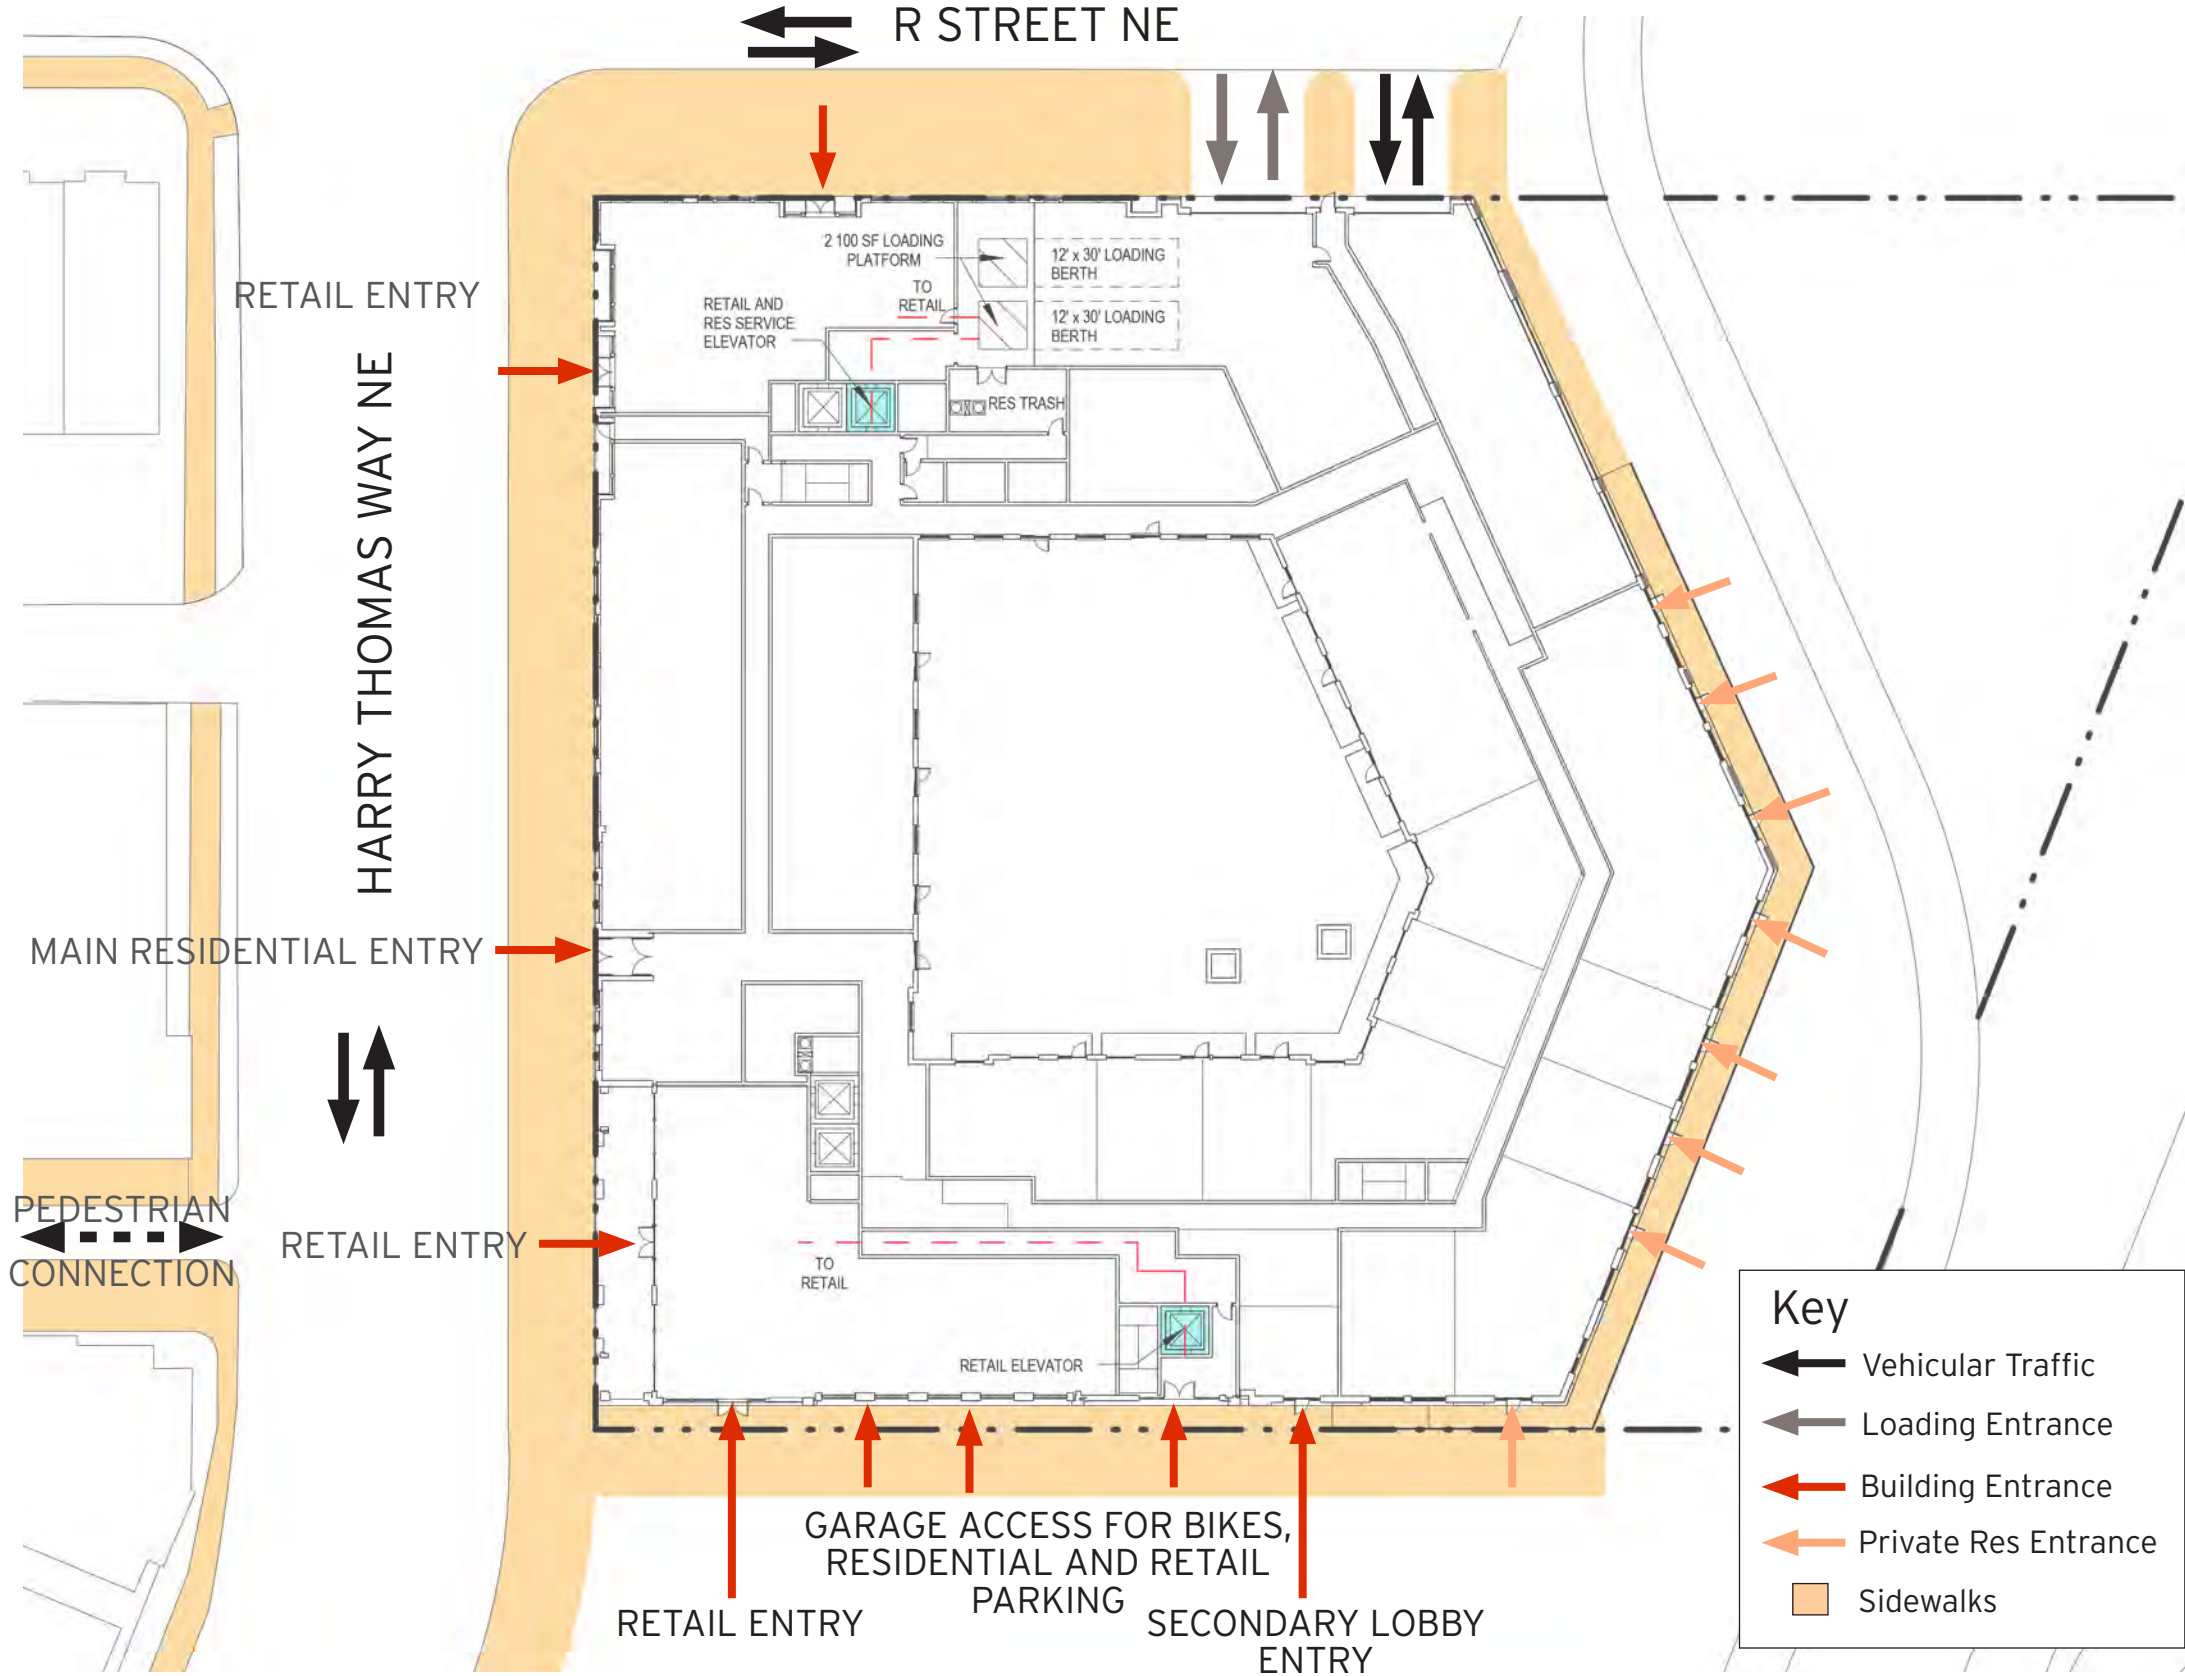 R STREET NE
2 100 SF LOADING
PLATFORM
12' x 30' LOADING
BERTH
TO
RETAIL
RETAIL ENTRY
RETAIL AND
RES SERVICE
ELEVATOR
12' x 30' LOADING
BERTH
RES TRASH
HARRY THOMAS WAY NE
MAIN RESIDENTIAL ENTRY
PEDESTRIAN
CONNECTION
RETAIL ENTRY
TO
RETAIL
RETAIL ELEVATOR
GARAGE ACCESS FOR BIKES,
RESIDENTIAL AND RETAIL
PARKING
RETAIL ENTRY
SECONDARY LOBBY
ENTRY
Key
Vehicular Traffic
Loading Entrance
Building Entrance
Private Res Entrance
Sidewalks